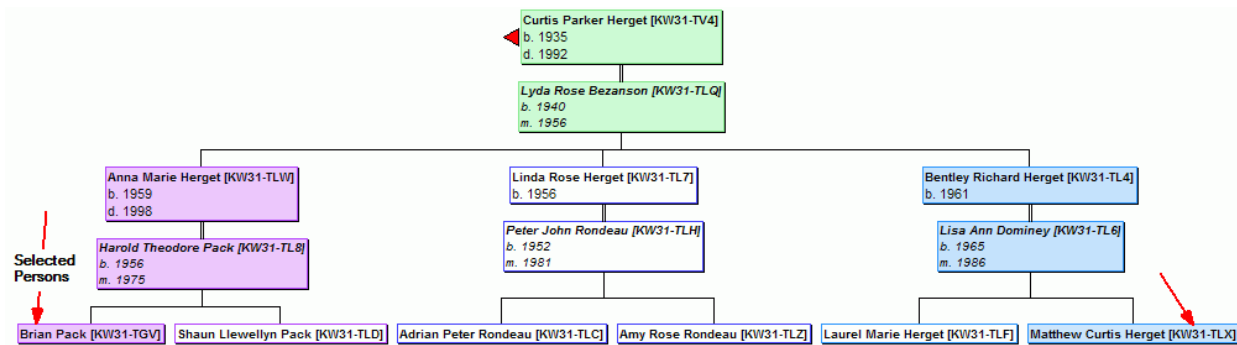 Curtis Parker Herget [KW31-TV4]
b. 1935
d. 1992
Lyda Rose Bezanson [KW31-TLQ]
b. 1940
m. 1956
Anna Marie Herget [KW31-TLW]
b. 1959
d. 1998
Harold Theodore Pack [KW31-TL8]
b. 1956
m. 1975
Linda Rose Herget [KW31-TL7]
b. 1956
Peter John Rondeau [KW31-TLH]
b. 1952
m. 1981
Bentley Richard Herget [KW31-TL4]
b. 1961
Lisa Ann Dominey [KW31-TL6]
b. 1965
m. 1986
Selected
Persons
Brian Pack [KW31-TGV]
Shaun Llewellyn Pack [KW31-TLD]
Adrian Peter Rondeau [KW31-TLC]
Amy Rose Rondeau [KW31-TLZ]
Laurel Marie Herget [KW31-TLF]
Matthew Curtis Herget [KW31-TLX]